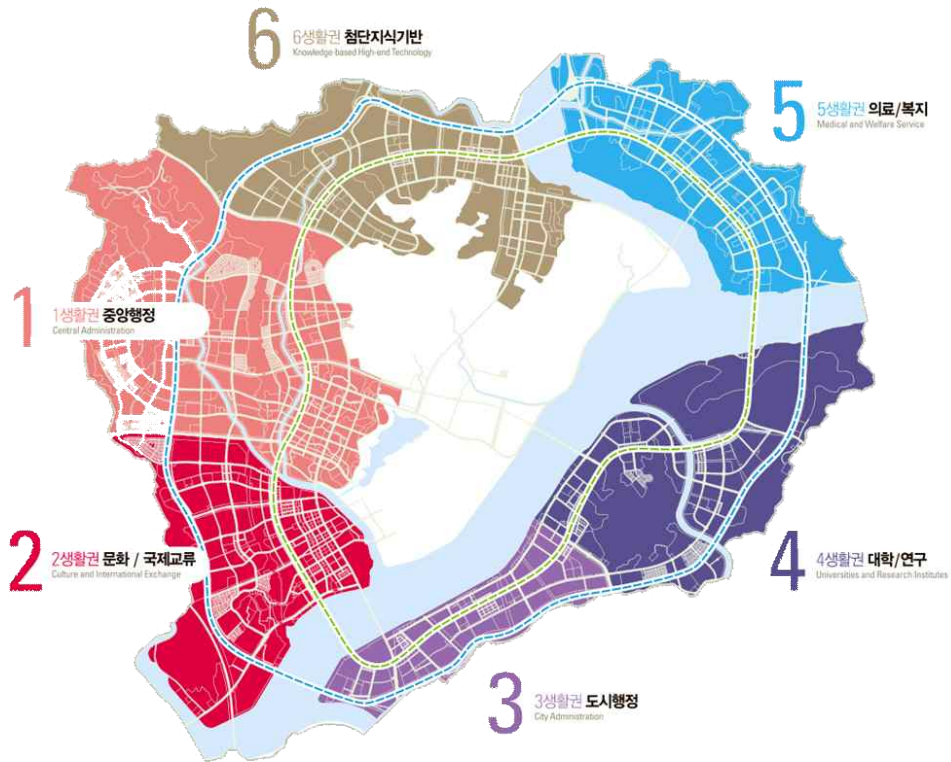 6
6생활권 첨단지식기반
Knowledge-based High-end Technology
5
5생활권 의료/복지
Medical and Welfare Service
1
1생활권 중앙행정
Central Administration
2
2생활권 문화 / 국제교류
Culture and International Exchange
4
4생활권 대학/연구
Universities and Research Institutes
3
3생활권 도시행정
City Administration